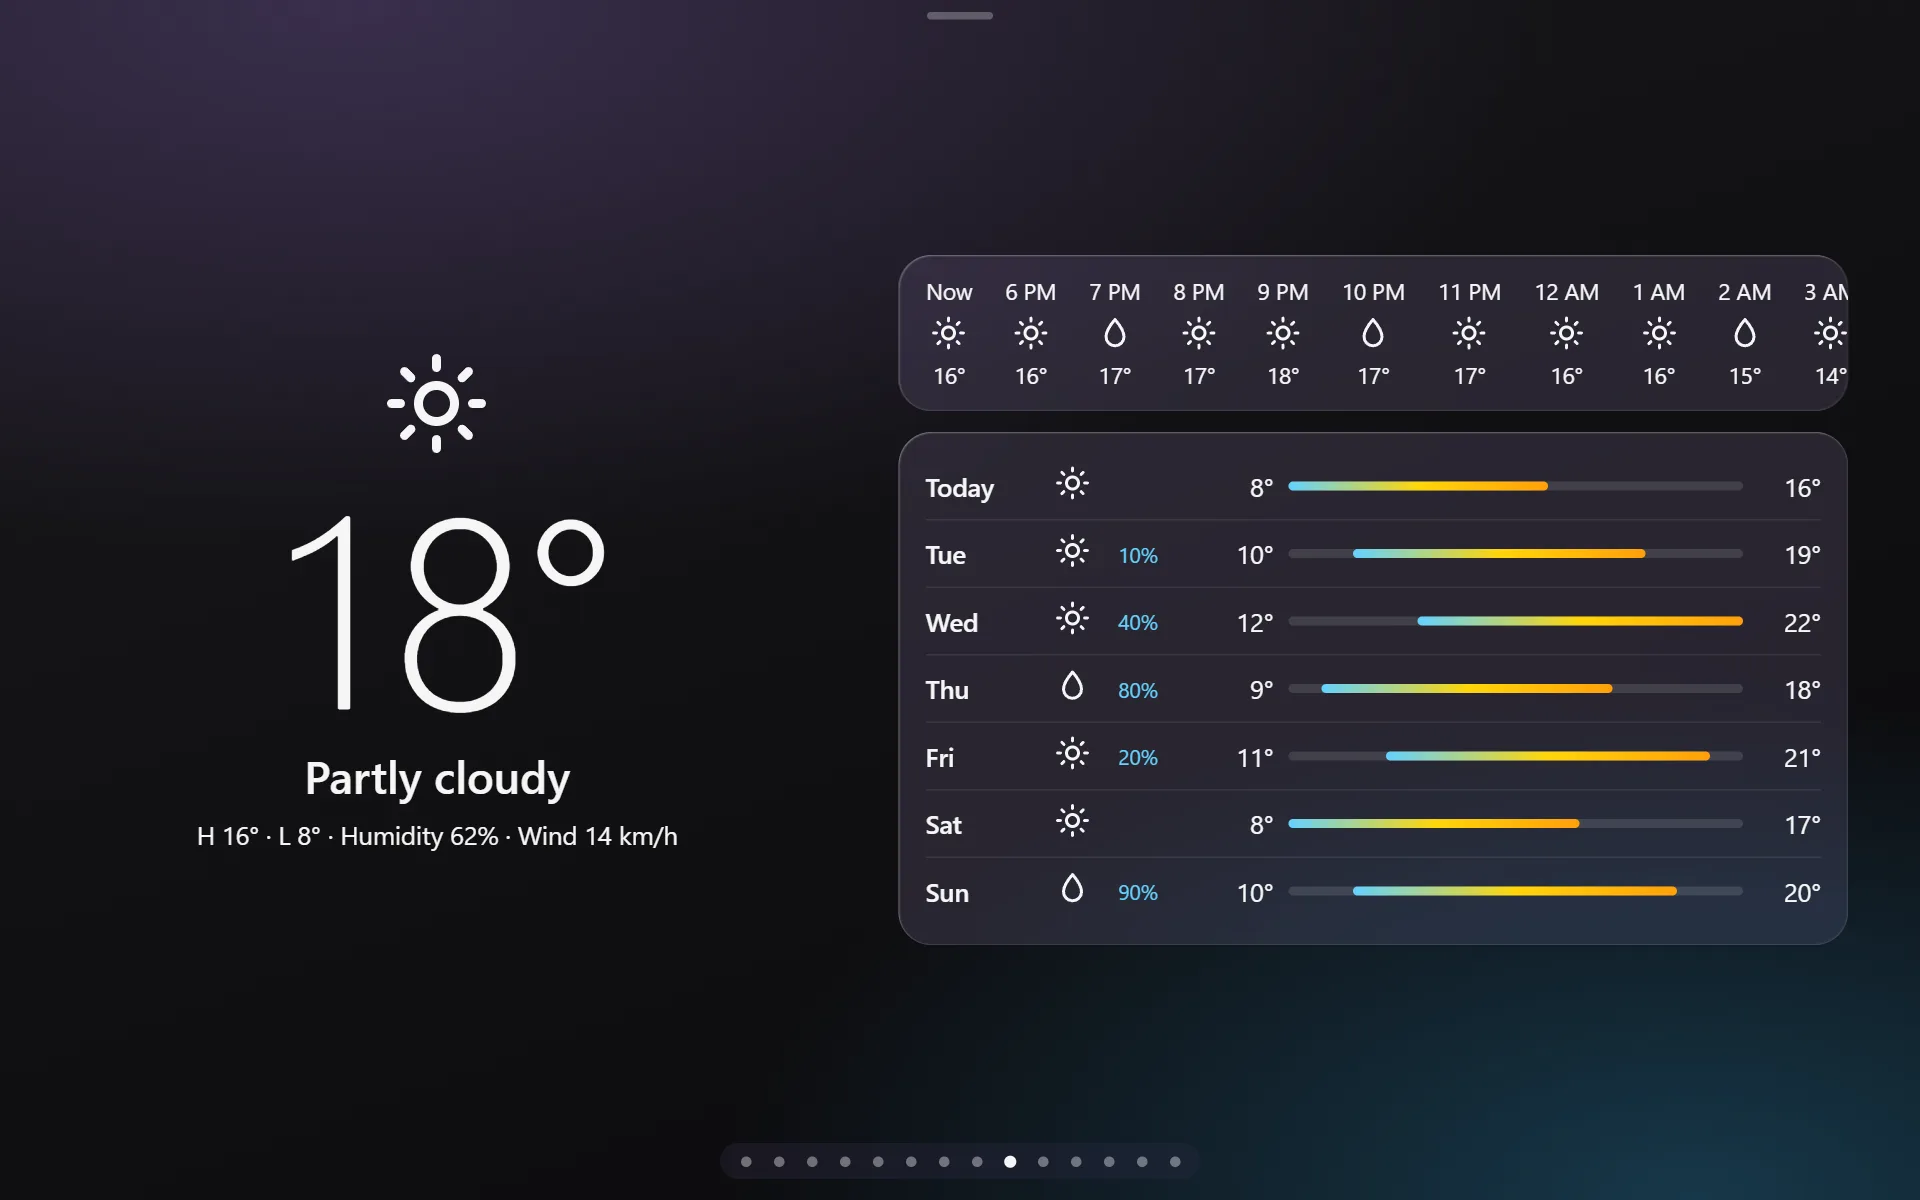 18°
Partly cloudy
H 16° · L 8° · Humidity 62% · Wind 14 km/h
Now 6 PM 7 PM 8 PM 9 PM 10 PM 11 PM 12 AM 1 AM 2 AM 3 AM
16° 16° 17° 17° 18° 17° 17° 16° 16° 15° 14°
Today 8° 16°
Tue 10% 10° 19°
Wed 40% 12° 22°
Thu 80% 9° 18°
Fri 20% 11° 21°
Sat 8° 17°
Sun 90% 10° 20°